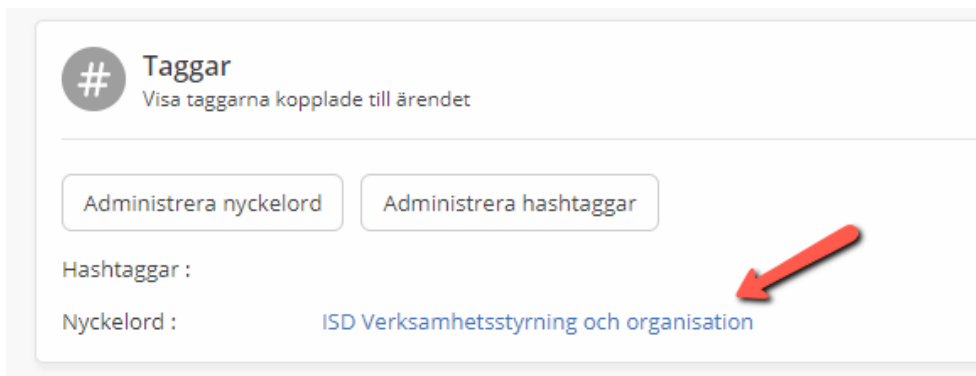 #
Taggar
Visa taggarna kopplade till ärendet
Administrera nyckelord
Administrera hashtaggar
Hashtaggar :
Nyckelord : ISD Verksamhetsstyrning och organisation